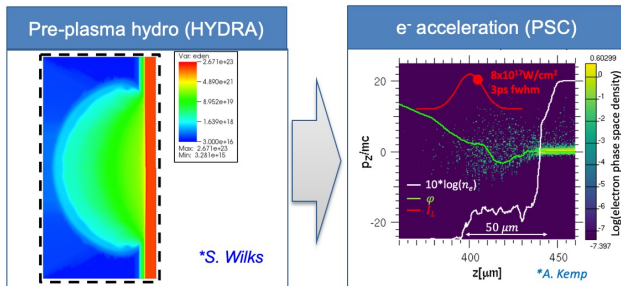 Pre-plasma hydro (HYDRA)
Var: eden
2.671e+23
4.890e+21
8.952e+19
1.639e+18
3.000e+16
Max: 2.671e+23
Min: 3.281e+15
*S. Wilks
e⁻ acceleration (PSC)
8x10¹⁷W/cm²
3ps fwhm
20
0
-20
p_z/mc
10*log(n_e)
φ
I_L
50 μm
400
450
z[μm]
*A. Kemp
0.60299
0
-1
-2
-3
-4
-5
-6
-7
-7.397
Log(electron phase space density)